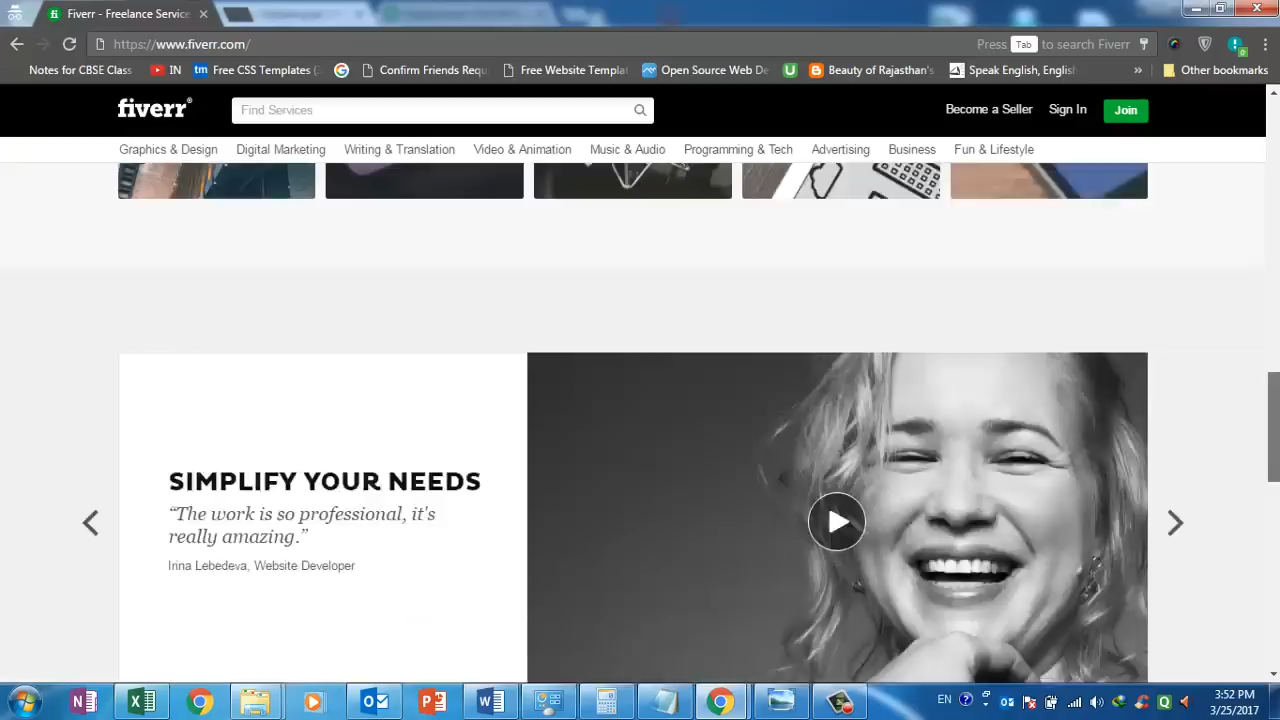 Fiverr - Freelance Service
https://www.fiverr.com/
Press Tab to search Fiverr
Notes for CBSE Class
IN
Free CSS Templates (
Confirm Friends Requ
Free Website Templat
Open Source Web De
Beauty of Rajasthan's
Speak English, English
»
Other bookmarks
fiverr®
Find Services
Become a Seller
Sign In
Join
Graphics & Design
Digital Marketing
Writing & Translation
Video & Animation
Music & Audio
Programming & Tech
Advertising
Business
Fun & Lifestyle
SIMPLIFY YOUR NEEDS
“The work is so professional, it's
really amazing.”
Irina Lebedeva, Website Developer
EN
3:52 PM
3/25/2017